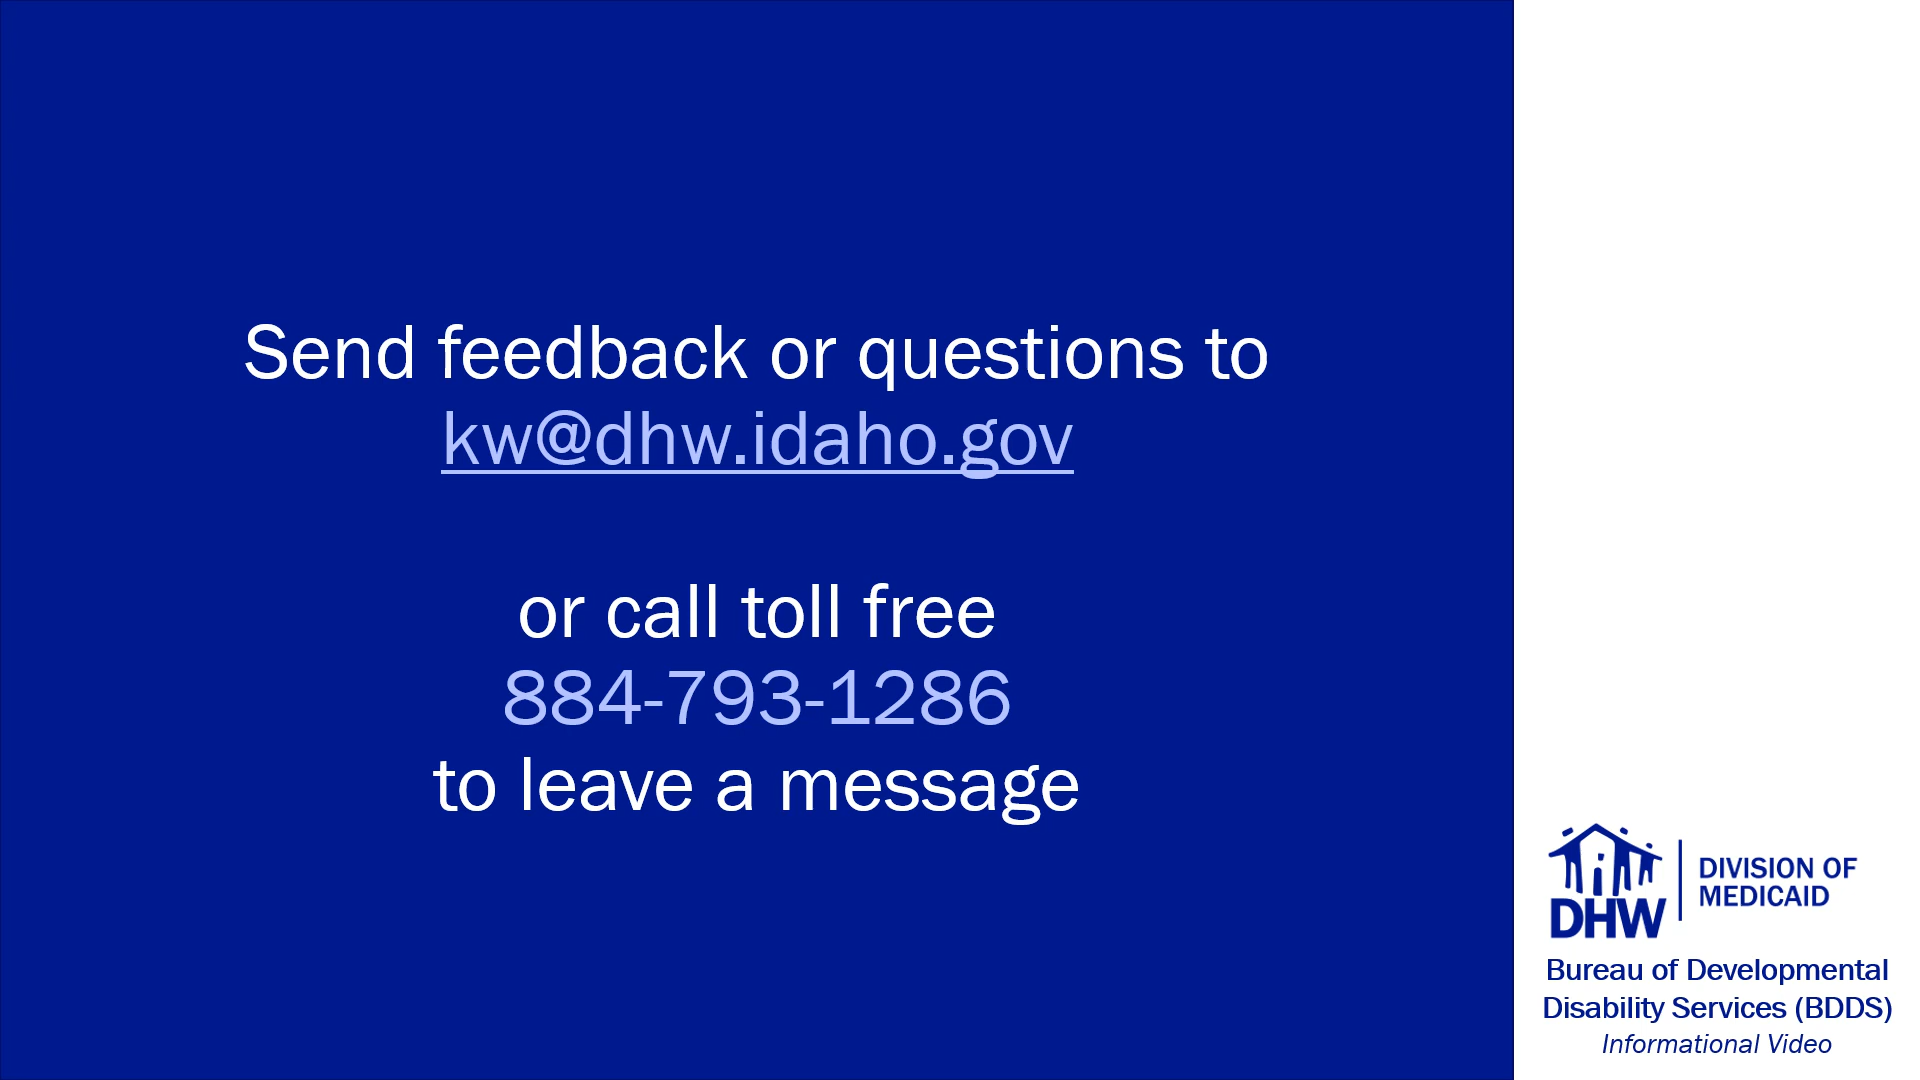 Send feedback or questions to
kw@dhw.idaho.gov
or call toll free
884-793-1286
to leave a message
DHW
DIVISION OF
MEDICAID
Bureau of Developmental
Disability Services (BDDS)
Informational Video